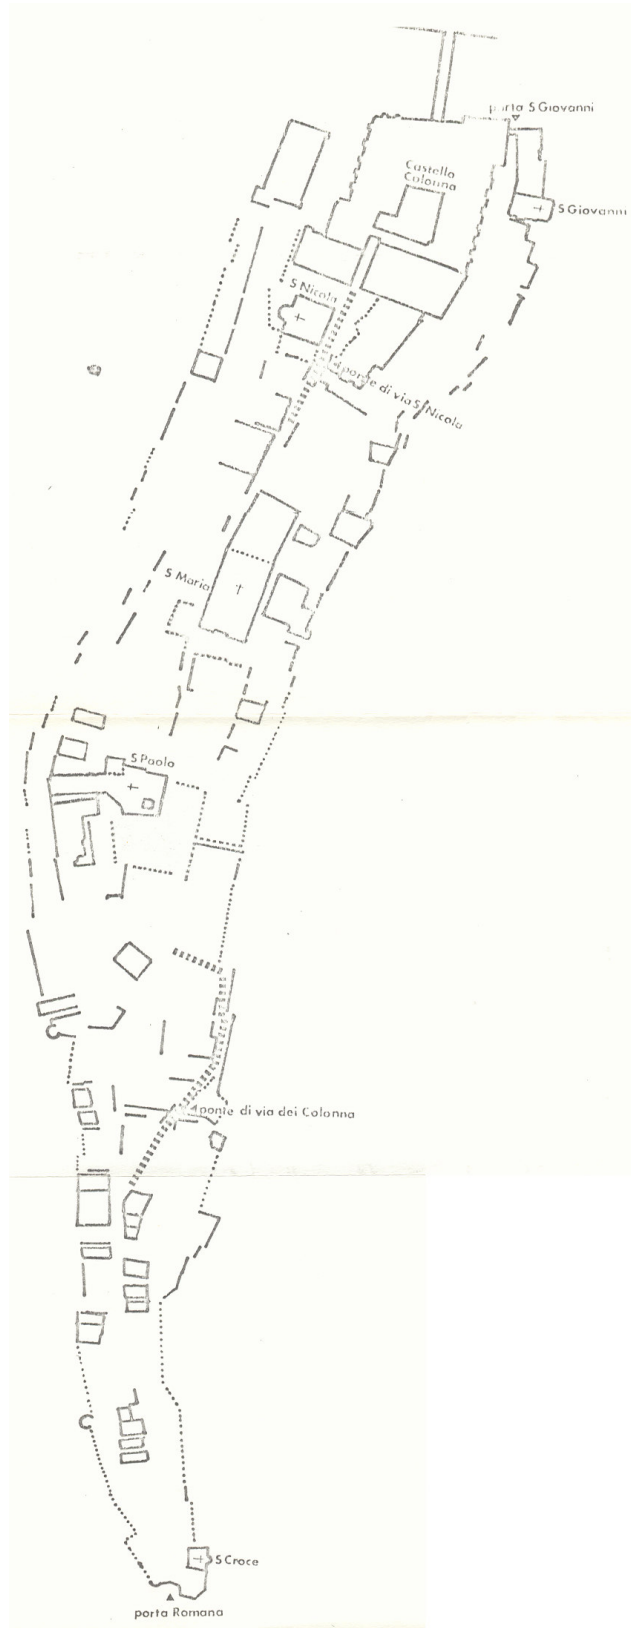 porta S Giovanni
Castello
Colonna
S Giovanni
S Nicola
ponte di via S Nicola
S Maria
S Paolo
ponte di via dei Colonna
S Croce
porta Romana